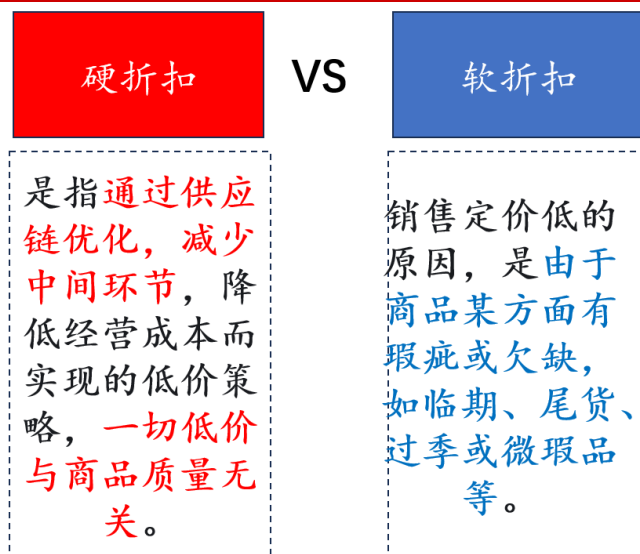 硬折扣
VS
软折扣
是指通过供应
链优化，减少
中间环节，降
低经营成本而
实现的低价策
略，一切低价
与商品质量无
关。
销售定价低的
原因，是由于
商品某方面有
瑕疵或欠缺，
如临期、尾货、
过季或微瑕品
等。